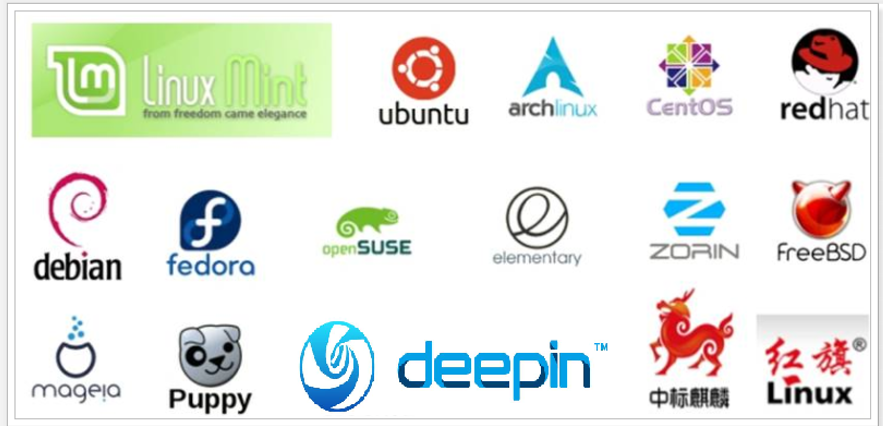 Linux Mint
from freedom came elegance
ubuntu
archlinux
CentOS
redhat
debian
fedora
openSUSE
elementary
ZORIN
FreeBSD
mageia
Puppy
deepin™
中标麒麟
红旗®
Linux